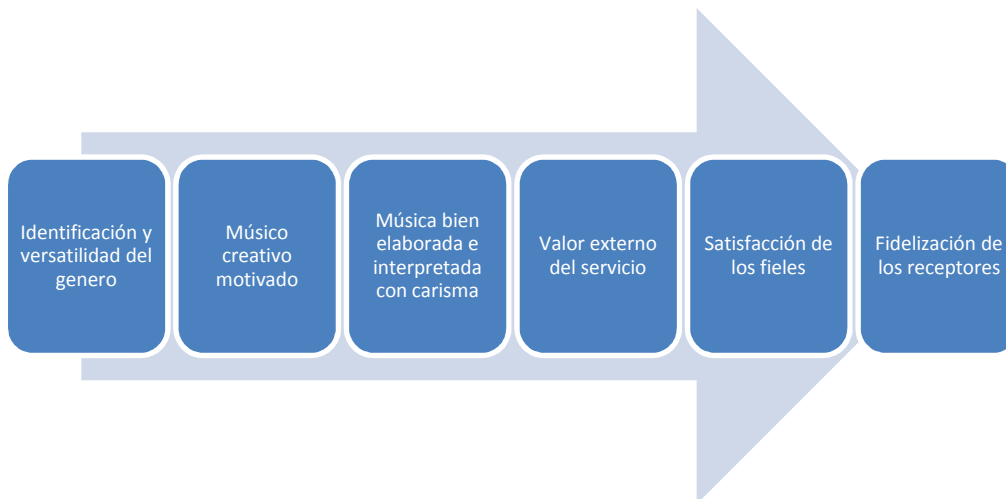 Identificación y
versatilidad del
genero
Músico
creativo
motivado
Música bien
elaborada e
interpretada
con carisma
Valor externo
del servicio
Satisfacción de
los fieles
Fidelización de
los receptores